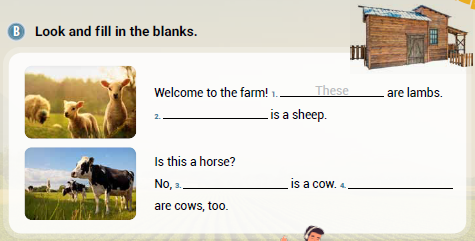 B Look and fill in the blanks.
Welcome to the farm! 1. These are lambs.
2. is a sheep.
Is this a horse?
No, 3. is a cow. 4.
are cows, too.